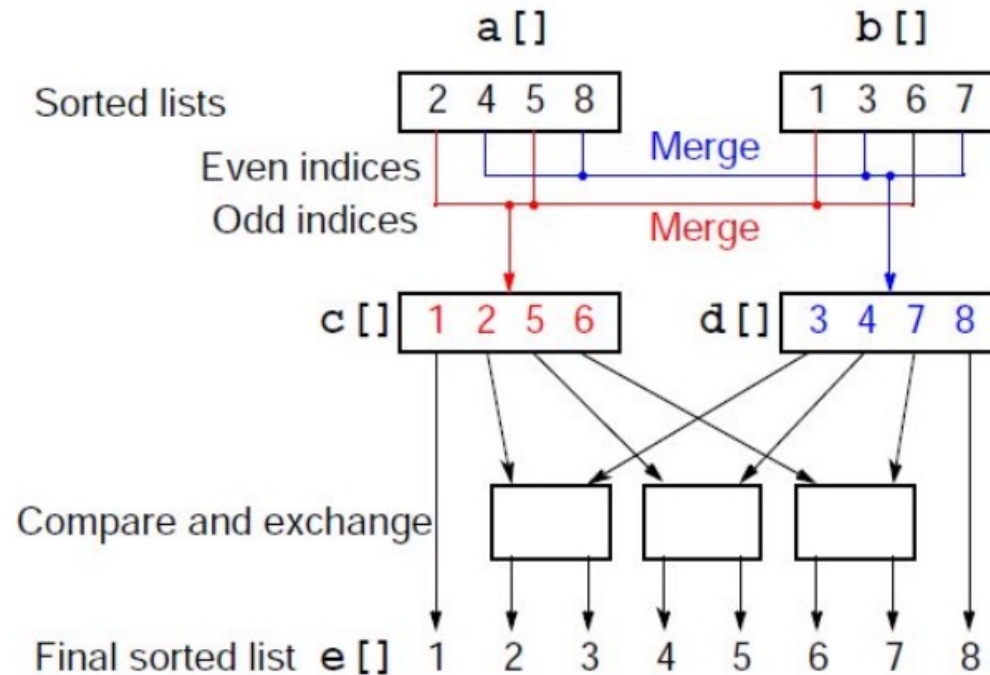 a[] b[]
Sorted lists 2 4 5 8 1 3 6 7
Merge
Even indices
Odd indices
Merge
c[] 1 2 5 6 d[] 3 4 7 8
Compare and exchange
Final sorted list e[] 1 2 3 4 5 6 7 8